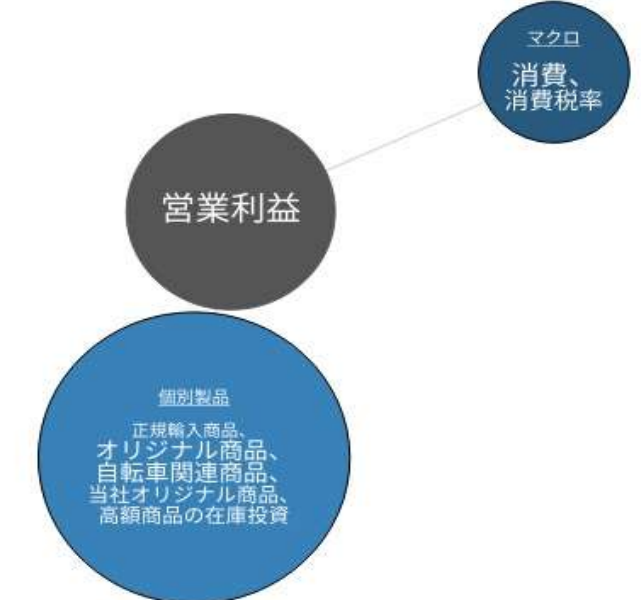 マクロ
消費、
消費税率
営業利益
個別製品
正規輸入商品、
オリジナル商品、
自転車関連商品、
当社オリジナル商品、
高額商品の在庫投資